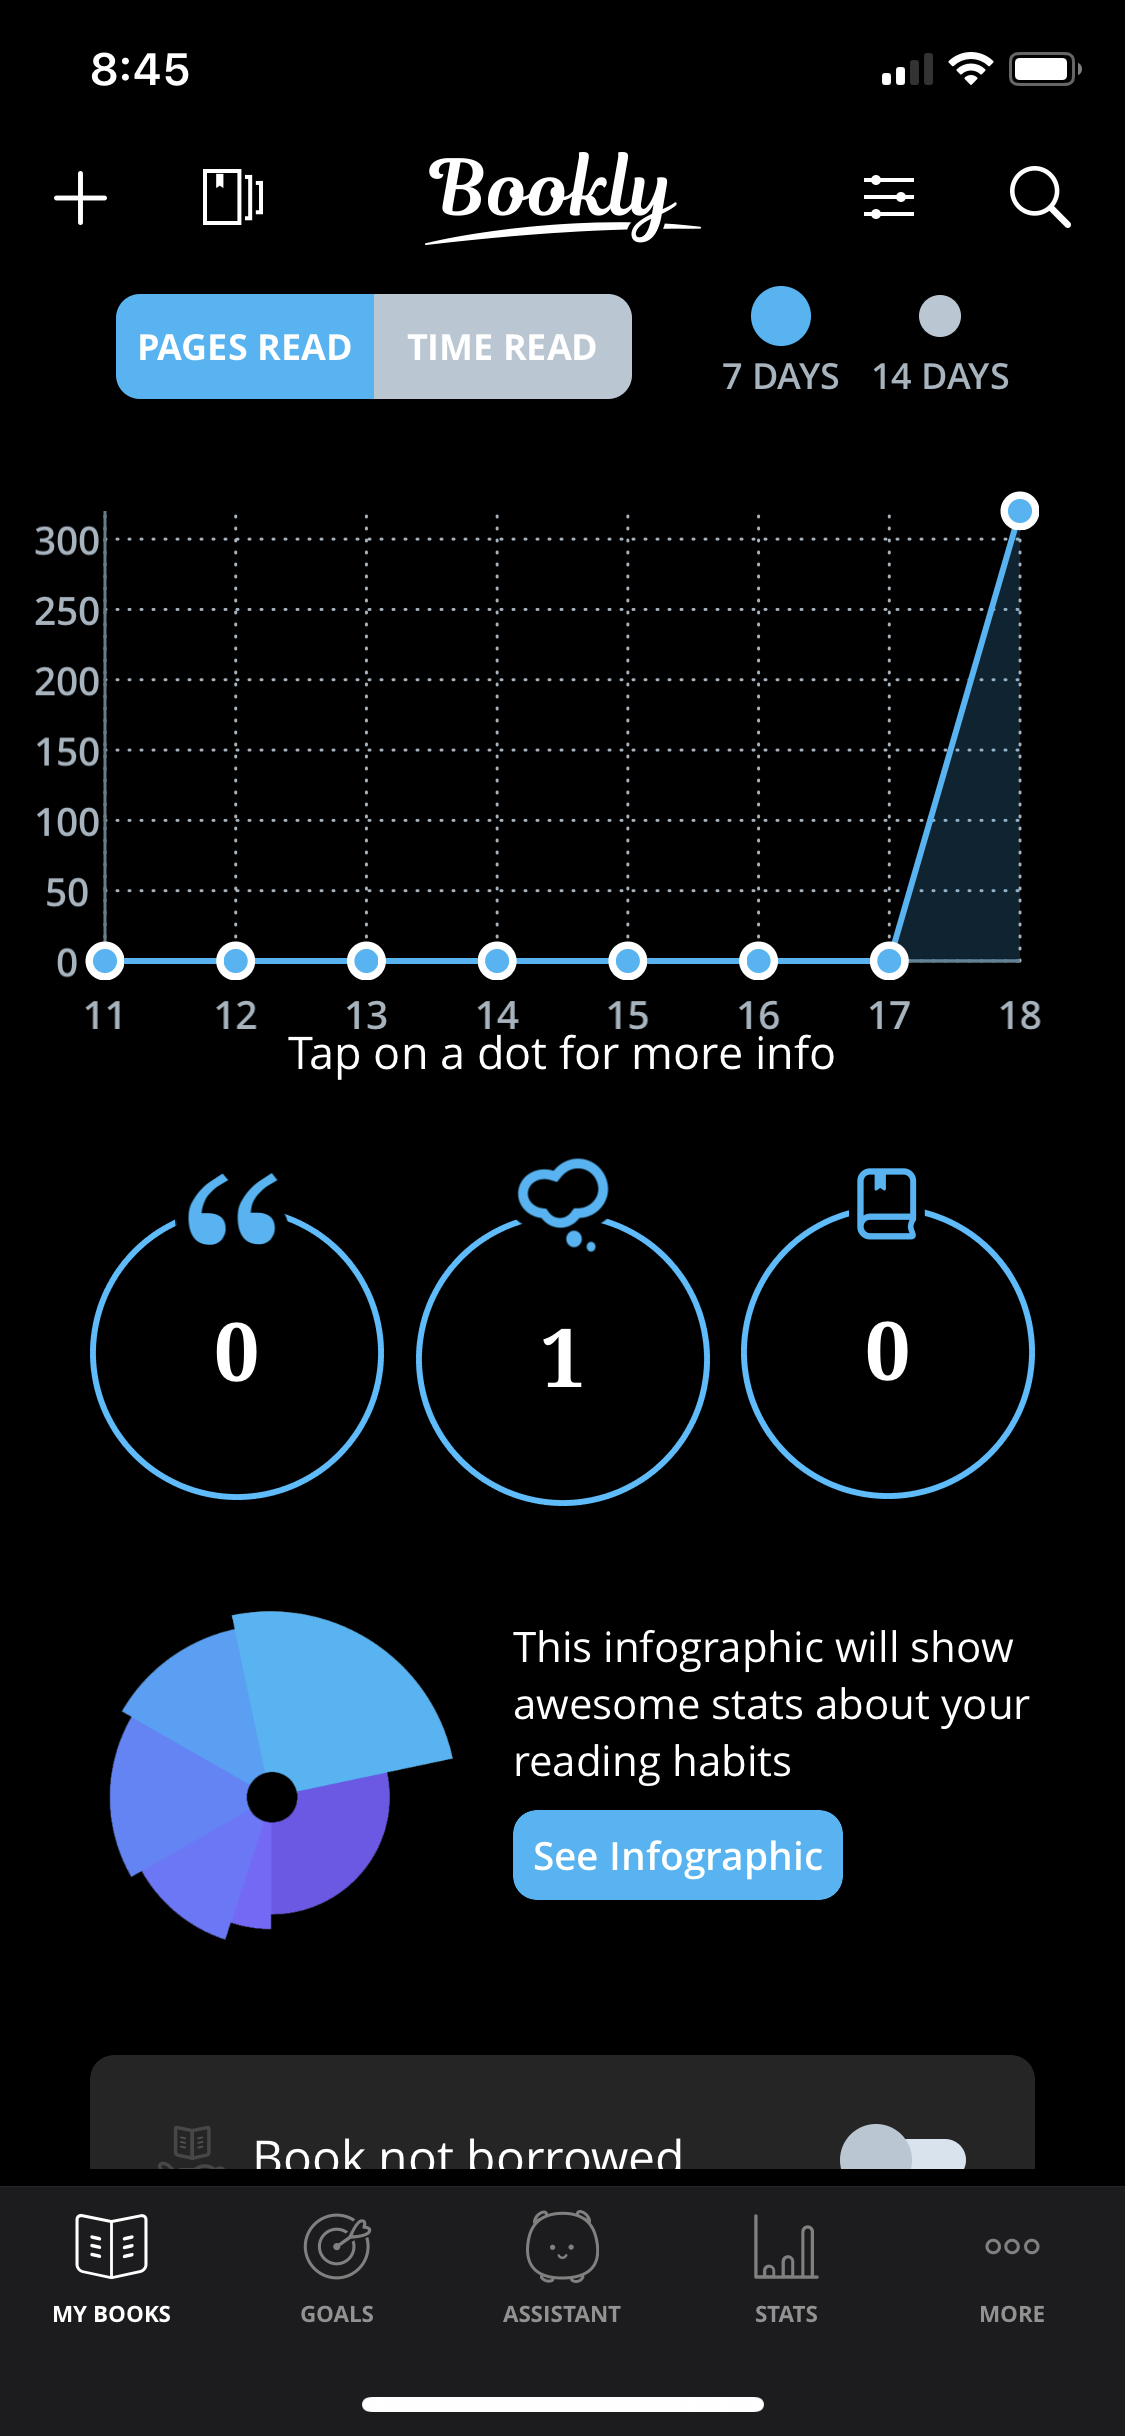 8:45
Bookly
PAGES READ
TIME READ
7 DAYS
14 DAYS
300
250
200
150
100
50
0
11 12 13 14 15 16 17 18
Tap on a dot for more info
0
1
0
This infographic will show
awesome stats about your
reading habits
See Infographic
Book not borrowed
MY BOOKS
GOALS
ASSISTANT
STATS
MORE